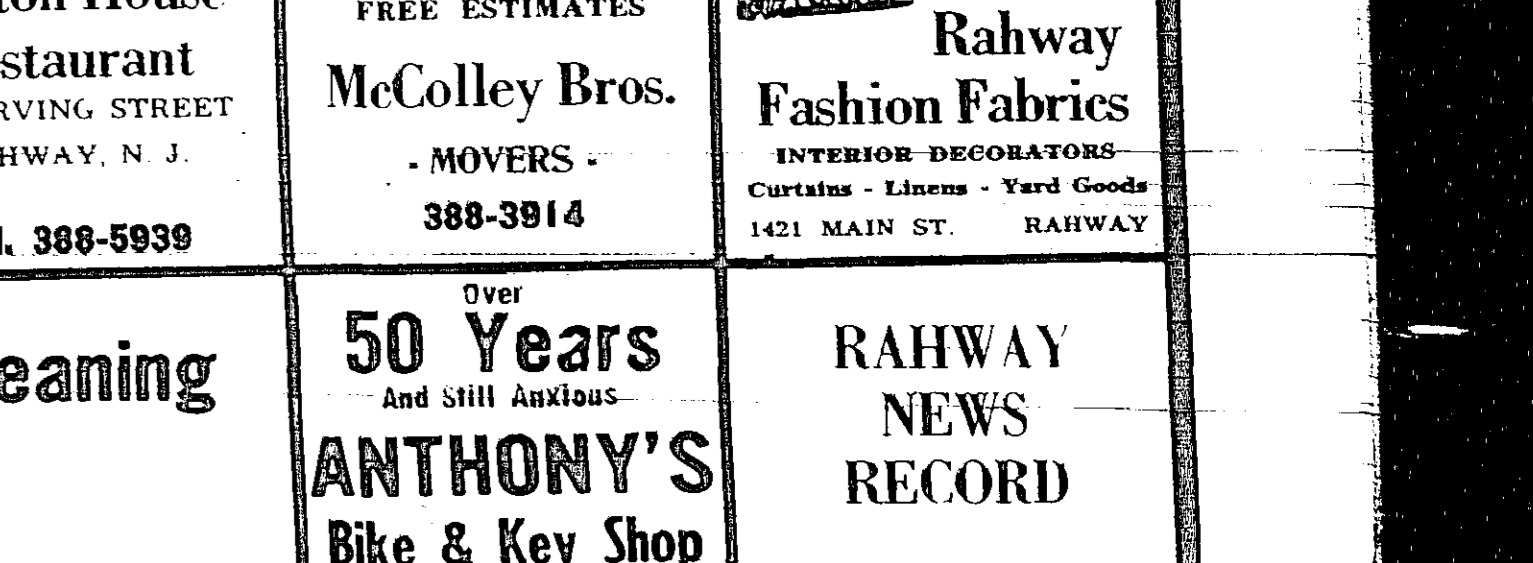 House
staurant
RVING STREET
HWAY, N. J.
388-5939
FREE ESTIMATES
McColley Bros.
- MOVERS -
388-3914
Rahway
Fashion Fabrics
INTERIOR DECORATORS
Curtains - Linens - Yard Goods
1421 MAIN ST. RAHWAY
eaning
Over
50 Years
And Still Anxious
ANTHONY'S
Bike & Key Shop
RAHWAY
NEWS
RECORD